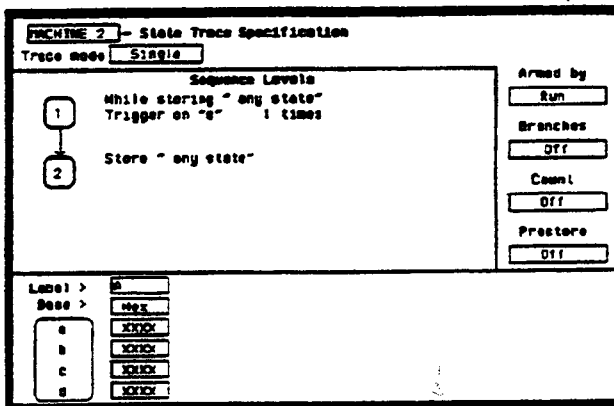 MACHINE 2 - State Trace Specification
Trace mode Single
Sequence Levels
1
While storing " any state"
Trigger on "a" 1 times
2
Store " any state"
Armed by
Run
Branches
Off
Count
Off
Prestore
Off
Label > A
Base > Hex
a XXXX
b XXXX
c XXXX
d XXXX